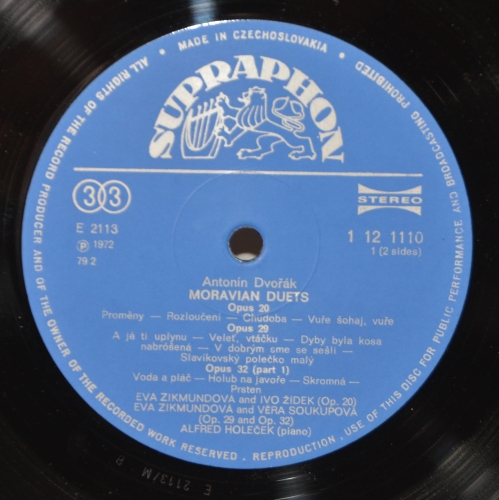 • MADE IN CZECHOSLOVAKIA •
ALL RIGHTS OF THE RECORD PRODUCER AND OF THE OWNER OF THE RECORDED WORK RESERVED . REPRODUCTION . USE OF THIS DISC FOR PUBLIC PERFORMANCE AND BROADCASTING PROHIBITED
SUPRAPHON
33
STEREO
E 2113
℗ 1972
79 2
1 12 1110
1 (2 sides)
Antonín Dvořák
MORAVIAN DUETS
Opus 20
Proměny — Rozloučení — Chudoba — Vuře šohaj, vuře
Opus 29
A já ti uplynu — Veleť, vtáčku — Dyby byla kosa
nabróšená — V dobrým sme se sešli —
Slavíkovský polečko malý
Opus 32 (part 1)
Voda a pláč — Holub na javoře — Skromná —
Prsten
EVA ZIKMUNDOVÁ and IVO ŽÍDEK (Op. 20)
EVA ZIKMUNDOVÁ and VĚRA SOUKUPOVÁ
(Op. 29 and Op. 32)
ALFRED HOLEČEK (piano)